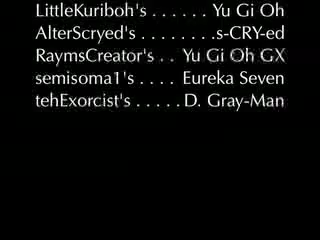 LittleKuriboh's . . . . . . Yu Gi Oh
AlterScryed's . . . . . . . .s-CRY-ed
RaymsCreator's . . Yu Gi Oh GX
semisoma1's . . . . Eureka Seven
tehExorcist's . . . . . D. Gray-Man